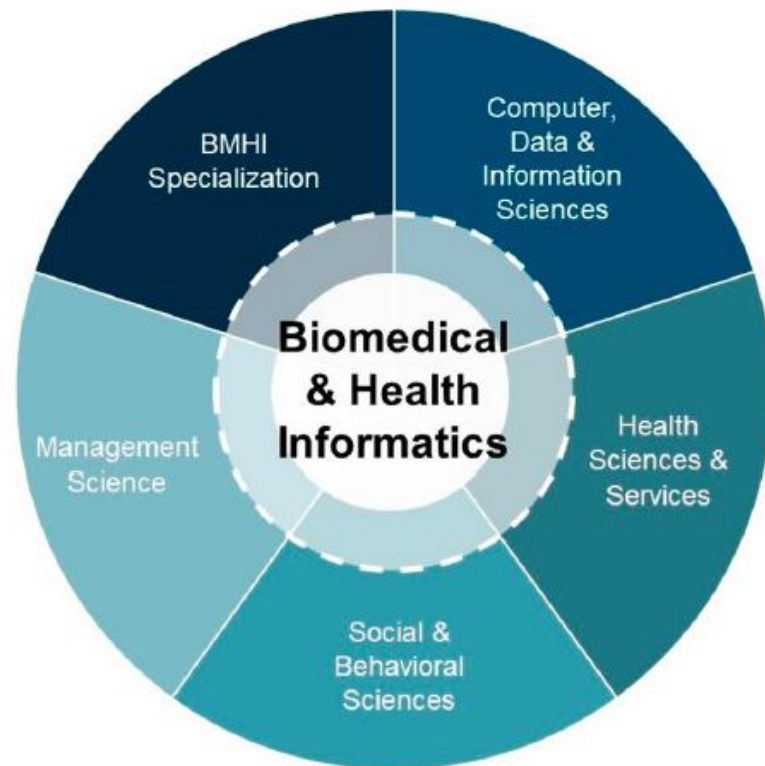 BMHI
Specialization
Computer,
Data &
Information
Sciences
Biomedical
& Health
Informatics
Management
Science
Health
Sciences &
Services
Social &
Behavioral
Sciences